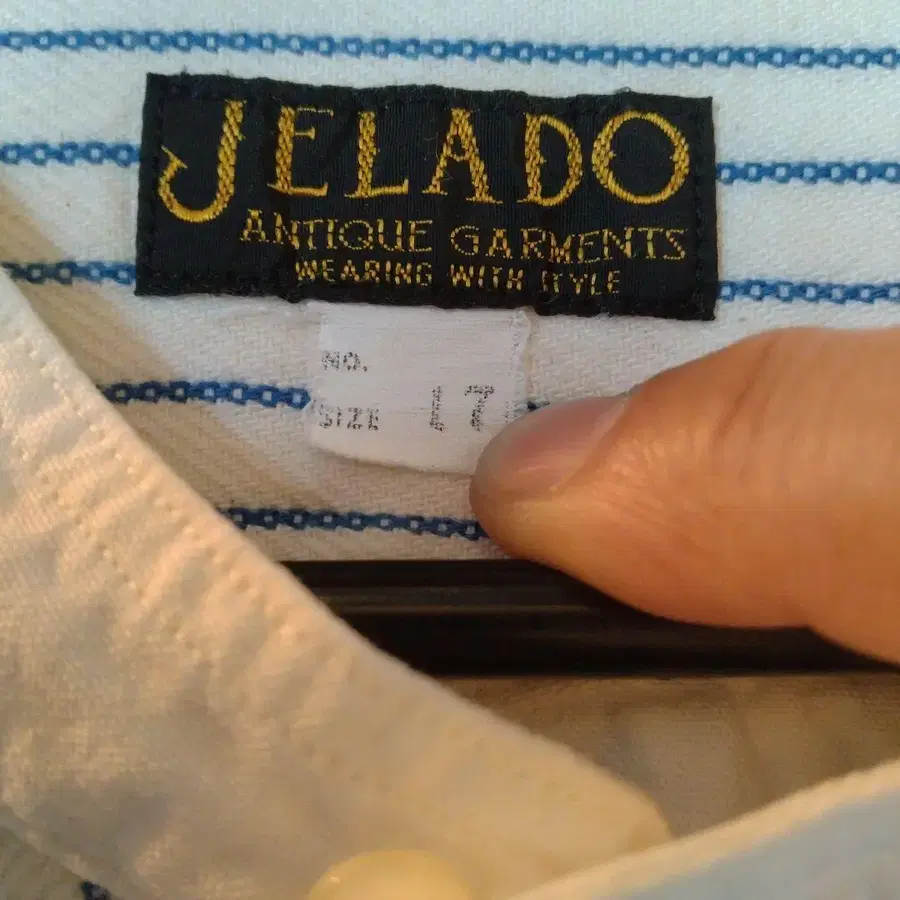 JELADO
ANTIQUE GARMENTS
WEARING WITH STYLE
NO.
SIZE 17